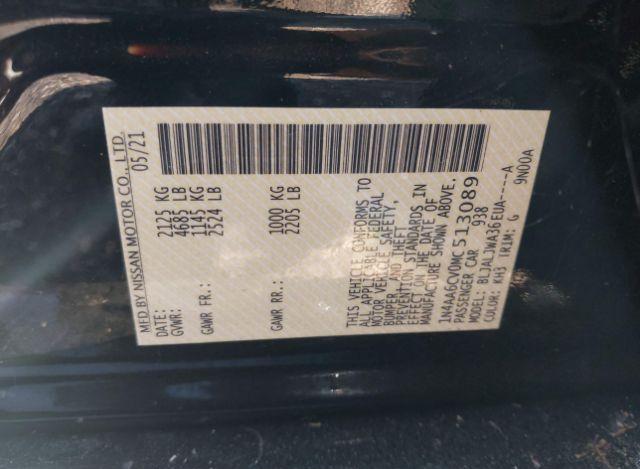 MFD BY NISSAN MOTOR CO., LTD.
DATE: 05/21
GVWR: 2125 KG
4685 LB
GAWR FR: 1145 KG
2524 LB
GAWR RR: 1000 KG
2205 LB
THIS VEHICLE CONFORMS TO
ALL APPLICABLE FEDERAL
MOTOR VEHICLE SAFETY,
BUMPER, AND THEFT
PREVENTION STANDARDS IN
EFFECT ON THE DATE OF
MANUFACTURE SHOWN ABOVE.
1N4AA6CV0MC513089
PASSENGER CAR 938
MODEL: BLJALJWA36EUA----A
COLOR: KH3 TRIM: G 9N00A